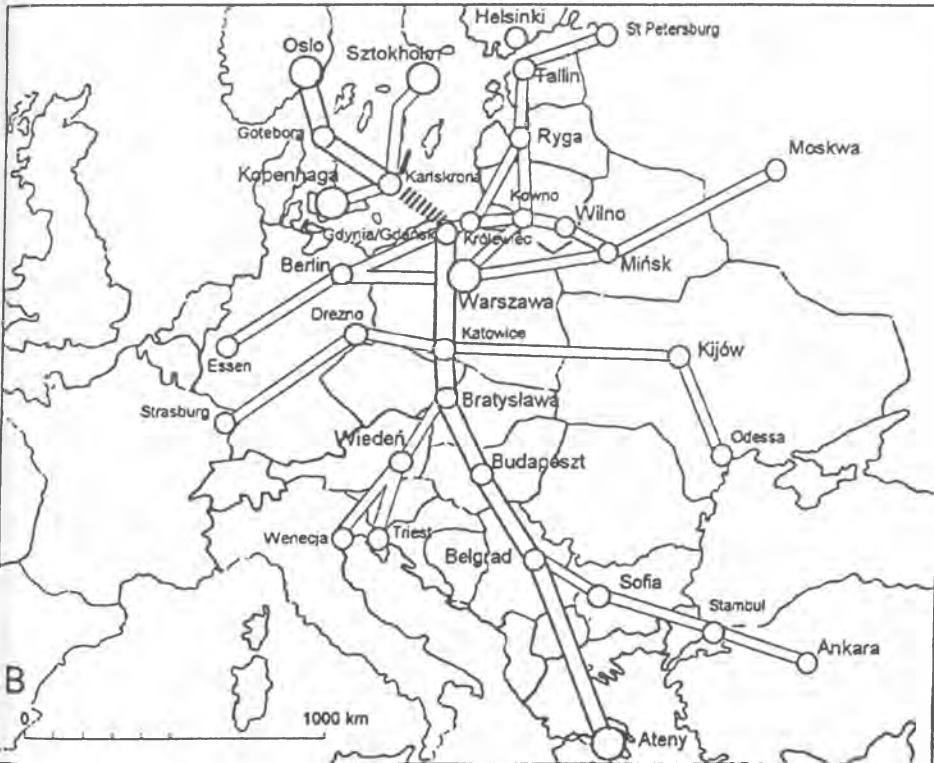 Helsinki
St Petersburg
Oslo
Sztokholm
Tallin
Goteborg
Ryga
Moskwa
Kopenhaga
Karlskrona
Kowno
Wilno
Gdynia/Gdańsk
Królewiec
Mińsk
Berlin
Warszawa
Drezno
Katowice
Kijów
Essen
Strasburg
Bratysława
Wiedeń
Odessa
Budapeszt
Wenecja
Triest
Belgrad
Sofia
Stambuł
Ankara
B
0
1000 km
Ateny